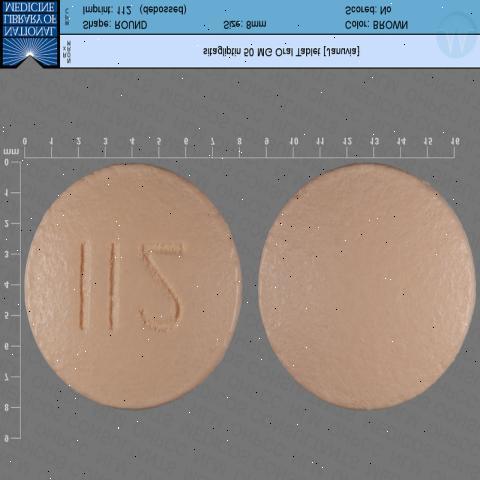 NATIONAL
LIBRARY OF
MEDICINE
sitagliptin 50 MG Oral Tablet [Januvia]
Shape: ROUND Size: 8mm Color: BROWN
Imprint: 112 (debossed) Scored: No
mm
0 1 2 3 4 5 6 7 8 9 10 11 12 13 14 15 16
0
1
2
3
4
5
6
7
8
9
112